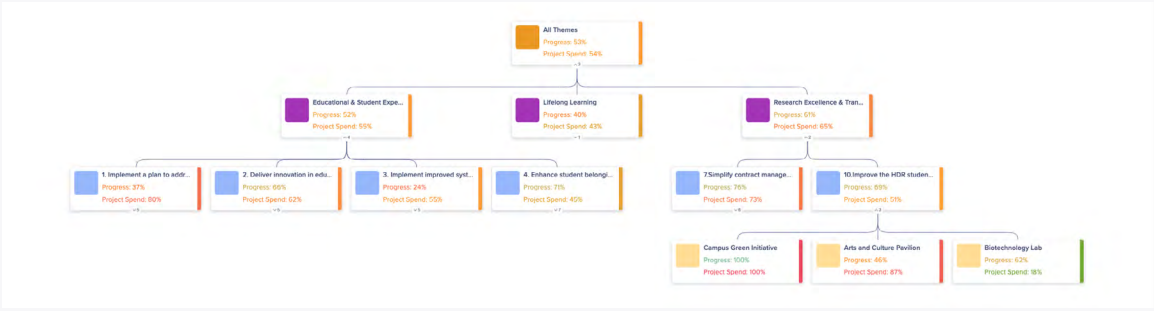 All Themes
Progress: 53%
Project Spend: 54%
Educational & Student Expe...
Progress: 52%
Project Spend: 55%
Lifelong Learning
Progress: 40%
Project Spend: 43%
Research Excellence & Tran...
Progress: 61%
Project Spend: 65%
1. Implement a plan to addr...
Progress: 37%
Project Spend: 80%
2. Deliver innovation in edu...
Progress: 66%
Project Spend: 62%
3. Implement improved syst...
Progress: 24%
Project Spend: 55%
4. Enhance student belongi...
Progress: 71%
Project Spend: 45%
7.Simplify contract manage...
Progress: 76%
Project Spend: 73%
10.Improve the HDR studen...
Progress: 69%
Project Spend: 51%
Campus Green Initiative
Progress: 100%
Project Spend: 100%
Arts and Culture Pavilion
Progress: 46%
Project Spend: 87%
Biotechnology Lab
Progress: 62%
Project Spend: 18%